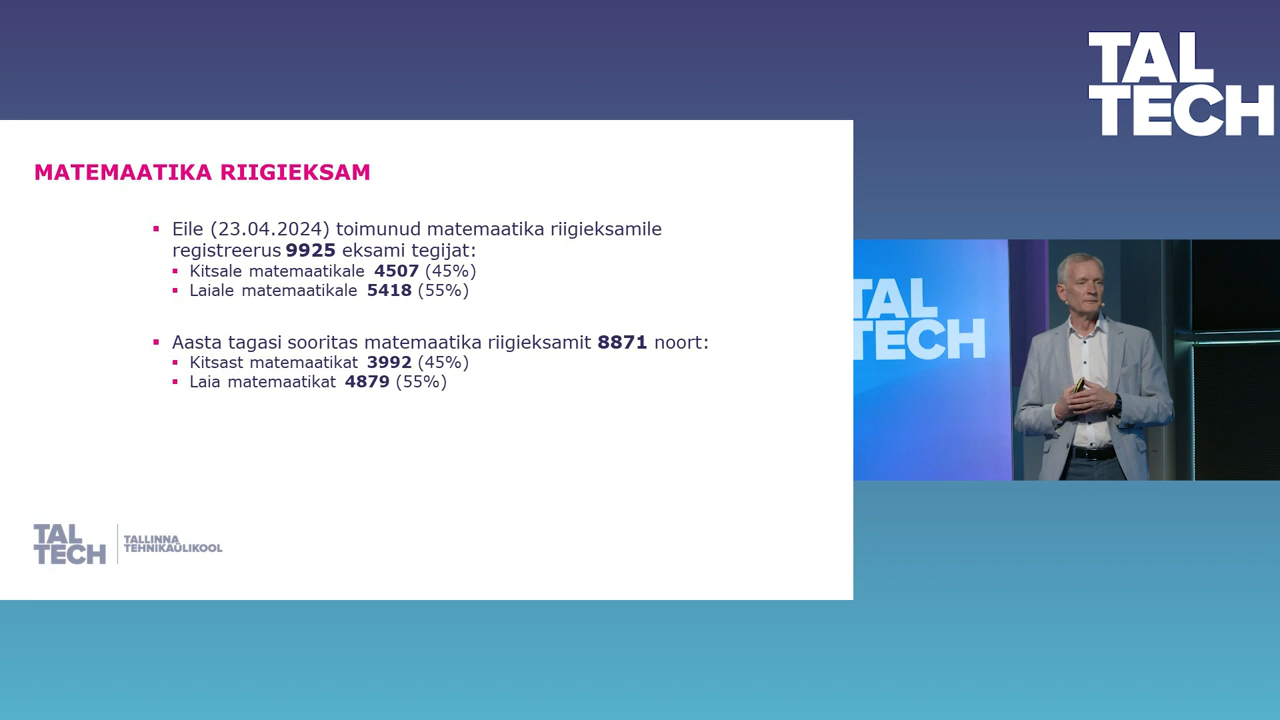 TAL
TECH
MATEMAATIKA RIIGIEKSAM
▪ Eile (23.04.2024) toimunud matemaatika riigieksamile
registreerus 9925 eksami tegijat:
▪ Kitsale matemaatikale 4507 (45%)
▪ Laiale matemaatikale 5418 (55%)
▪ Aasta tagasi sooritas matemaatika riigieksamit 8871 noort:
▪ Kitsast matemaatikat 3992 (45%)
▪ Laia matemaatikat 4879 (55%)
TAL
TECH
TALLINNA
TEHNIKAÜLIKOOL
TAL
TECH